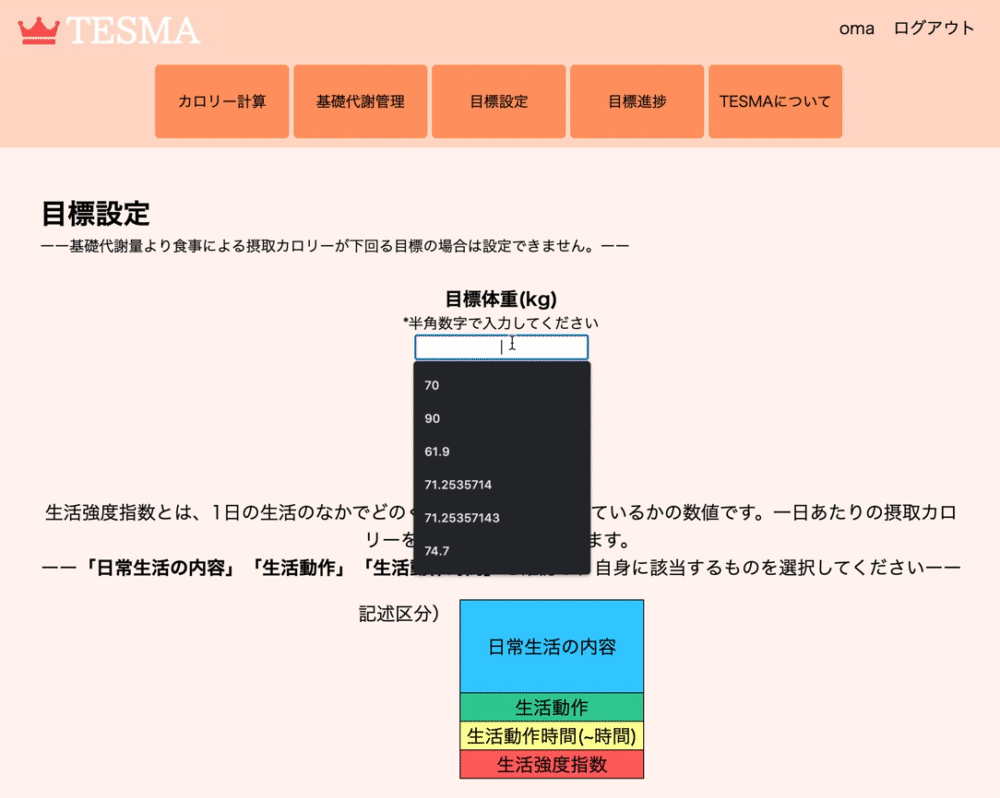 TESMA
oma ログアウト
カロリー計算 基礎代謝管理 目標設定 目標進捗 TESMAについて
目標設定
ーー基礎代謝量より食事による摂取カロリーが下回る目標の場合は設定できません。ーー
目標体重(kg)
*半角数字で入力してください
70
90
61.9
71.2535714
71.25357143
74.7
生活強度指数とは、1日の生活のなかでどの ているかの数値です。一日あたりの摂取カロ
リーを ます。
ーー「日常生活の内容」「生活動作」「生活 自身に該当するものを選択してくださいーー
記述区分）
日常生活の内容
生活動作
生活動作時間(~時間)
生活強度指数